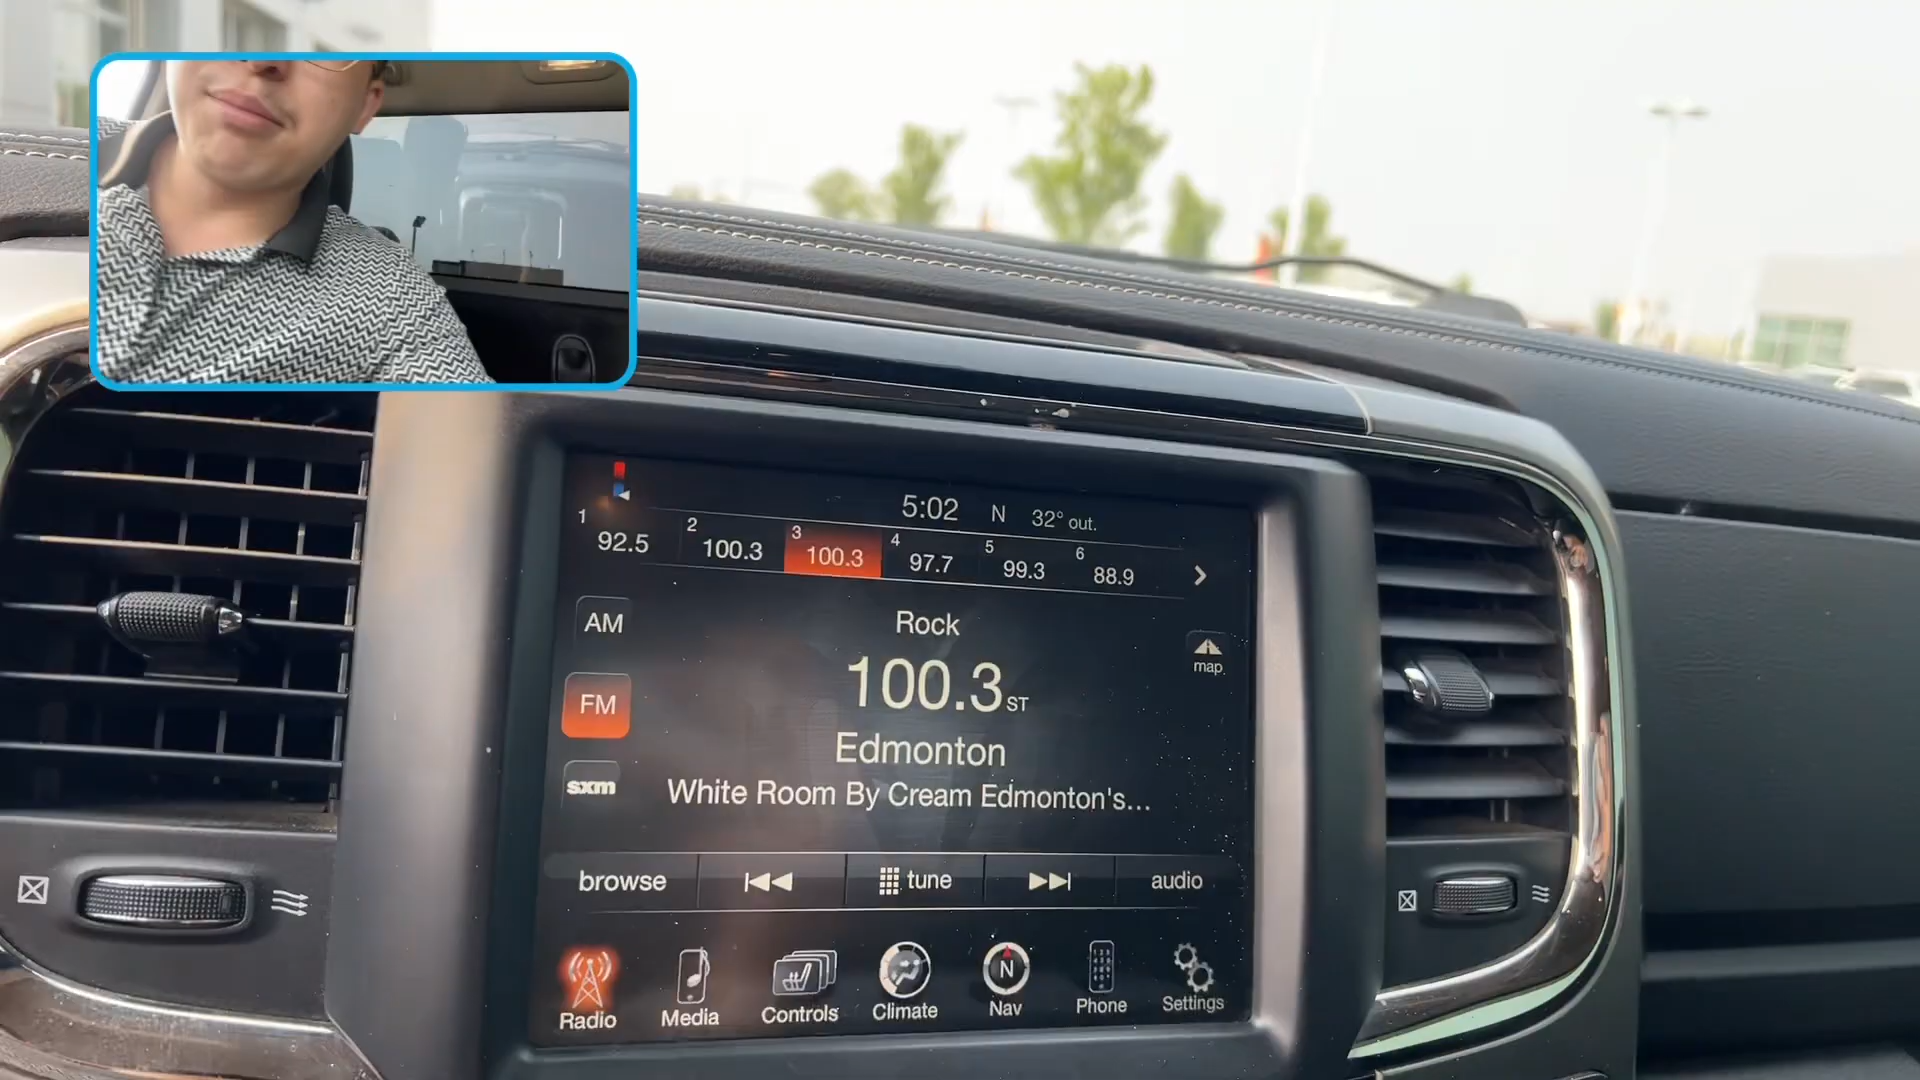 5:02 N 32° out.
1 92.5 2 100.3 3 100.3 4 97.7 5 99.3 6 88.9
AM
Rock
map
FM
100.3 ST
Edmonton
sxm
White Room By Cream Edmonton's...
browse tune audio
N
Radio Media Controls Climate Nav Phone Settings